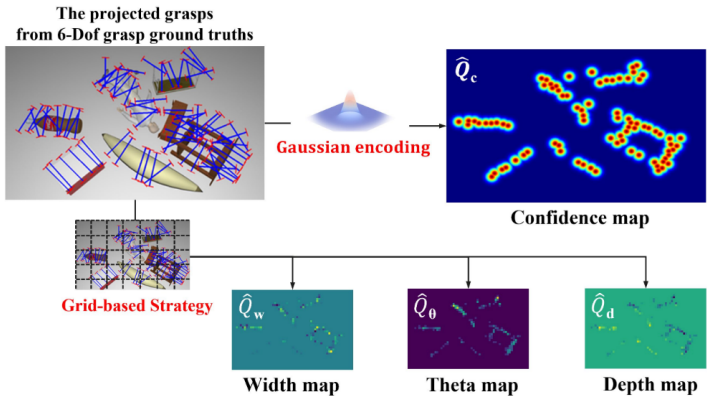 The projected grasps
from 6-Dof grasp ground truths
Gaussian encoding
Q̂c
Confidence map
Grid-based Strategy
Q̂w
Q̂θ
Q̂d
Width map
Theta map
Depth map